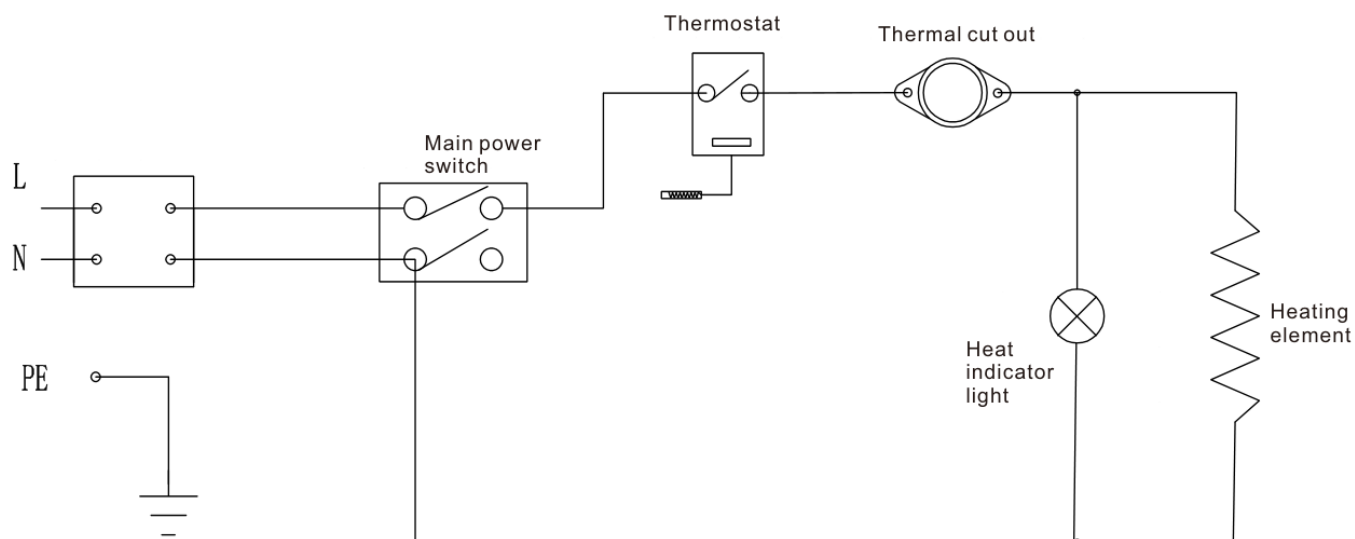 Thermostat
Thermal cut out
Main power
switch
L
N
PE
Heat
indicator
light
Heating
element